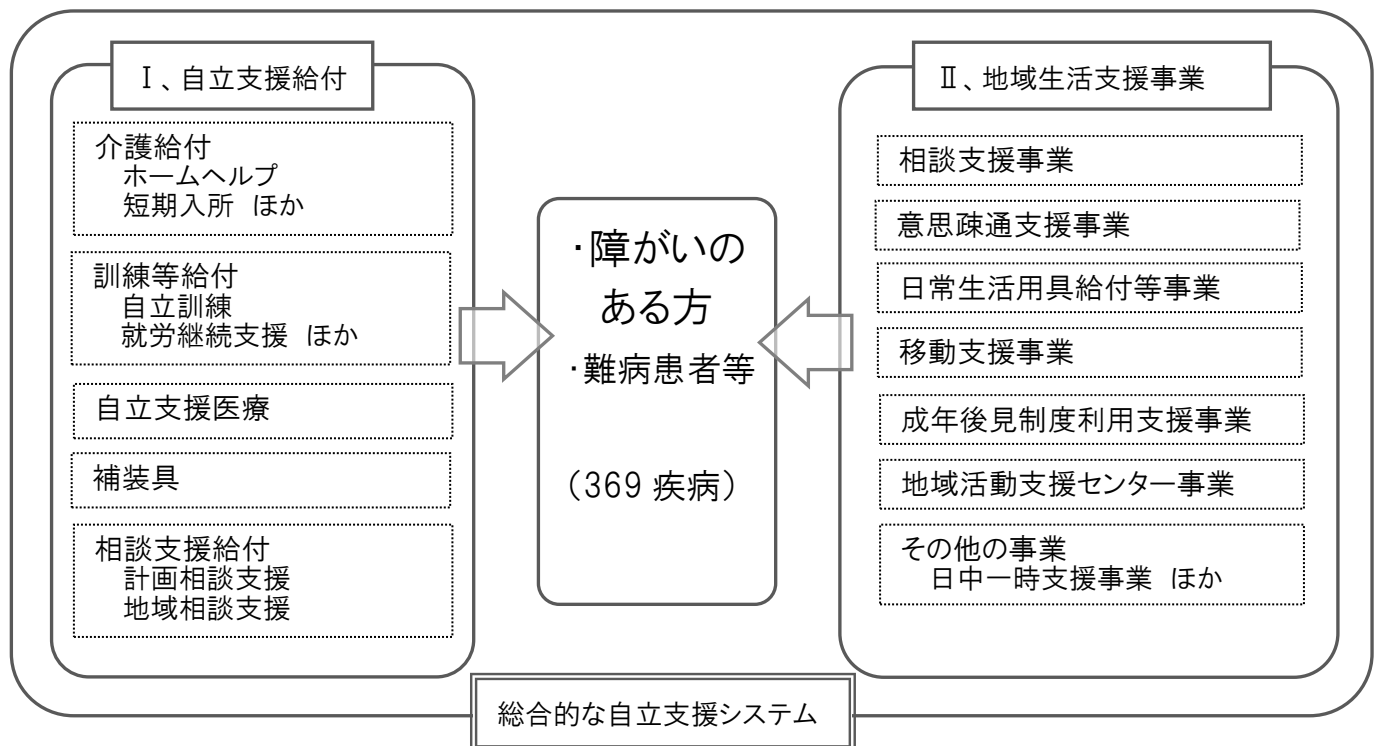 Ⅰ、自立支援給付
介護給付
ホームヘルプ
短期入所 ほか
訓練等給付
自立訓練
就労継続支援 ほか
自立支援医療
補装具
相談支援給付
計画相談支援
地域相談支援
・障がいの
ある方
・難病患者等
（369 疾病）
Ⅱ、地域生活支援事業
相談支援事業
意思疎通支援事業
日常生活用具給付等事業
移動支援事業
成年後見制度利用支援事業
地域活動支援センター事業
その他の事業
日中一時支援事業 ほか
総合的な自立支援システム